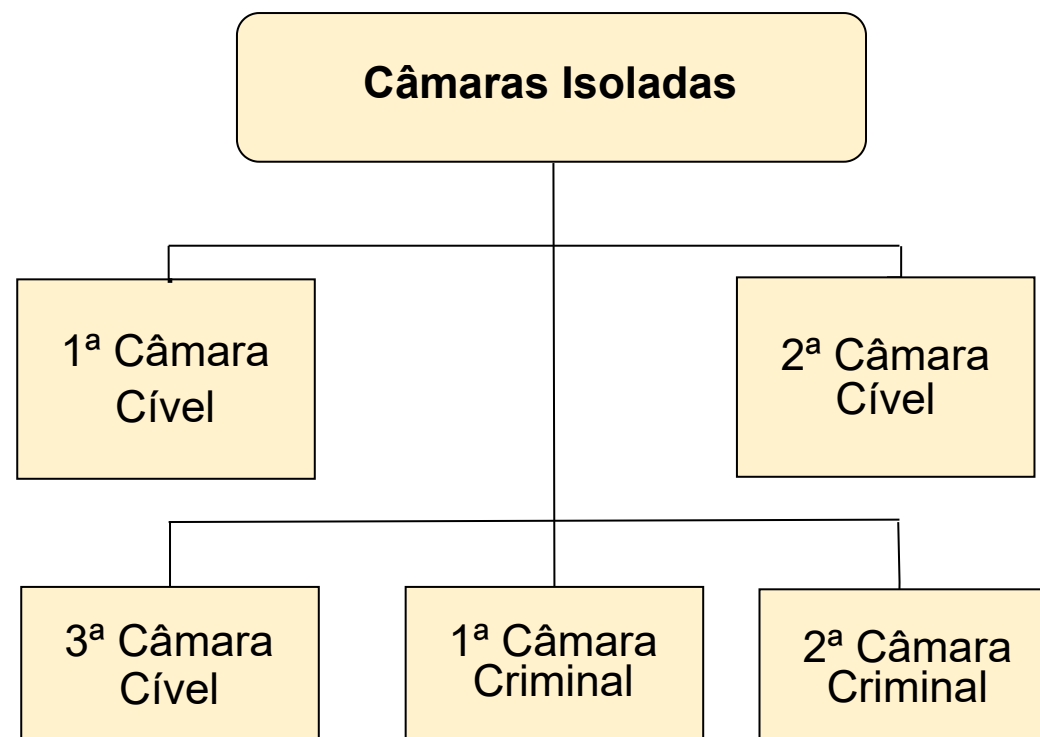 Câmaras Isoladas
1ª Câmara
Cível
2ª Câmara
Cível
3ª Câmara
Cível
1ª Câmara
Criminal
2ª Câmara
Criminal